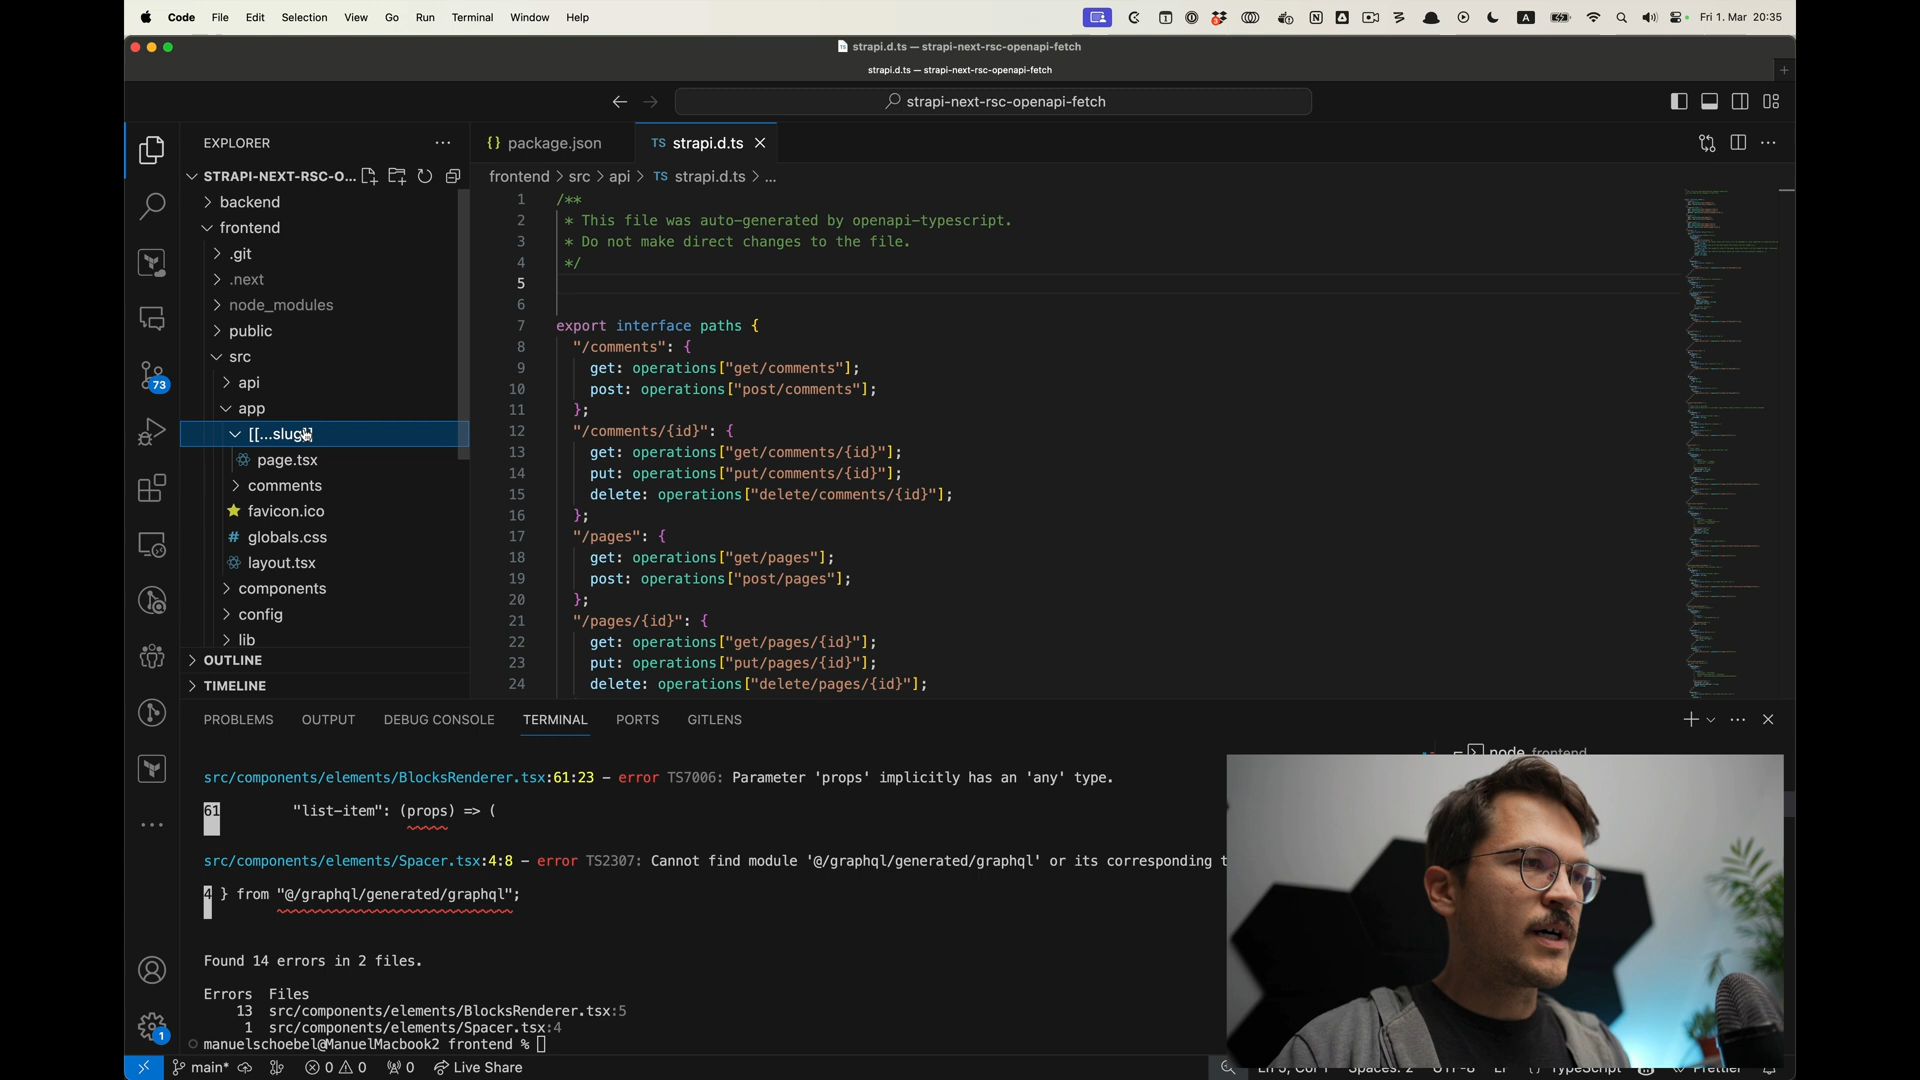 Code File Edit Selection View Go Run Terminal Window Help
A
Fri 1. Mar 20:35
strapi.d.ts — strapi-next-rsc-openapi-fetch
strapi.d.ts — strapi-next-rsc-openapi-fetch
strapi-next-rsc-openapi-fetch
EXPLORER
STRAPI-NEXT-RSC-O...
backend
frontend
.git
.next
node_modules
public
src
api
app
[[...slug]]
page.tsx
comments
favicon.ico
# globals.css
layout.tsx
components
config
lib
OUTLINE
TIMELINE
73
1
{} package.json
TS strapi.d.ts
frontend > src > api > TS strapi.d.ts > ...
1 /**
2 * This file was auto-generated by openapi-typescript.
3 * Do not make direct changes to the file.
4 */
5
6
7 export interface paths {
8 "/comments": {
9 get: operations["get/comments"];
10 post: operations["post/comments"];
11 };
12 "/comments/{id}": {
13 get: operations["get/comments/{id}"];
14 put: operations["put/comments/{id}"];
15 delete: operations["delete/comments/{id}"];
16 };
17 "/pages": {
18 get: operations["get/pages"];
19 post: operations["post/pages"];
20 };
21 "/pages/{id}": {
22 get: operations["get/pages/{id}"];
23 put: operations["put/pages/{id}"];
24 delete: operations["delete/pages/{id}"];
PROBLEMS OUTPUT DEBUG CONSOLE TERMINAL PORTS GITLENS
node frontend
src/components/elements/BlocksRenderer.tsx:61:23 - error TS7006: Parameter 'props' implicitly has an 'any' type.
61 "list-item": (props) => (
src/components/elements/Spacer.tsx:4:8 - error TS2307: Cannot find module '@/graphql/generated/graphql' or its corresponding t
4 } from "@/graphql/generated/graphql";
Found 14 errors in 2 files.
Errors Files
13 src/components/elements/BlocksRenderer.tsx:5
1 src/components/elements/Spacer.tsx:4
manuelschoebel@ManuelMacbook2 frontend %
main* 0 0 0 Live Share
Ln 5, Col 1 Spaces: 2 UTF-8 LF {} TypeScript Prettier